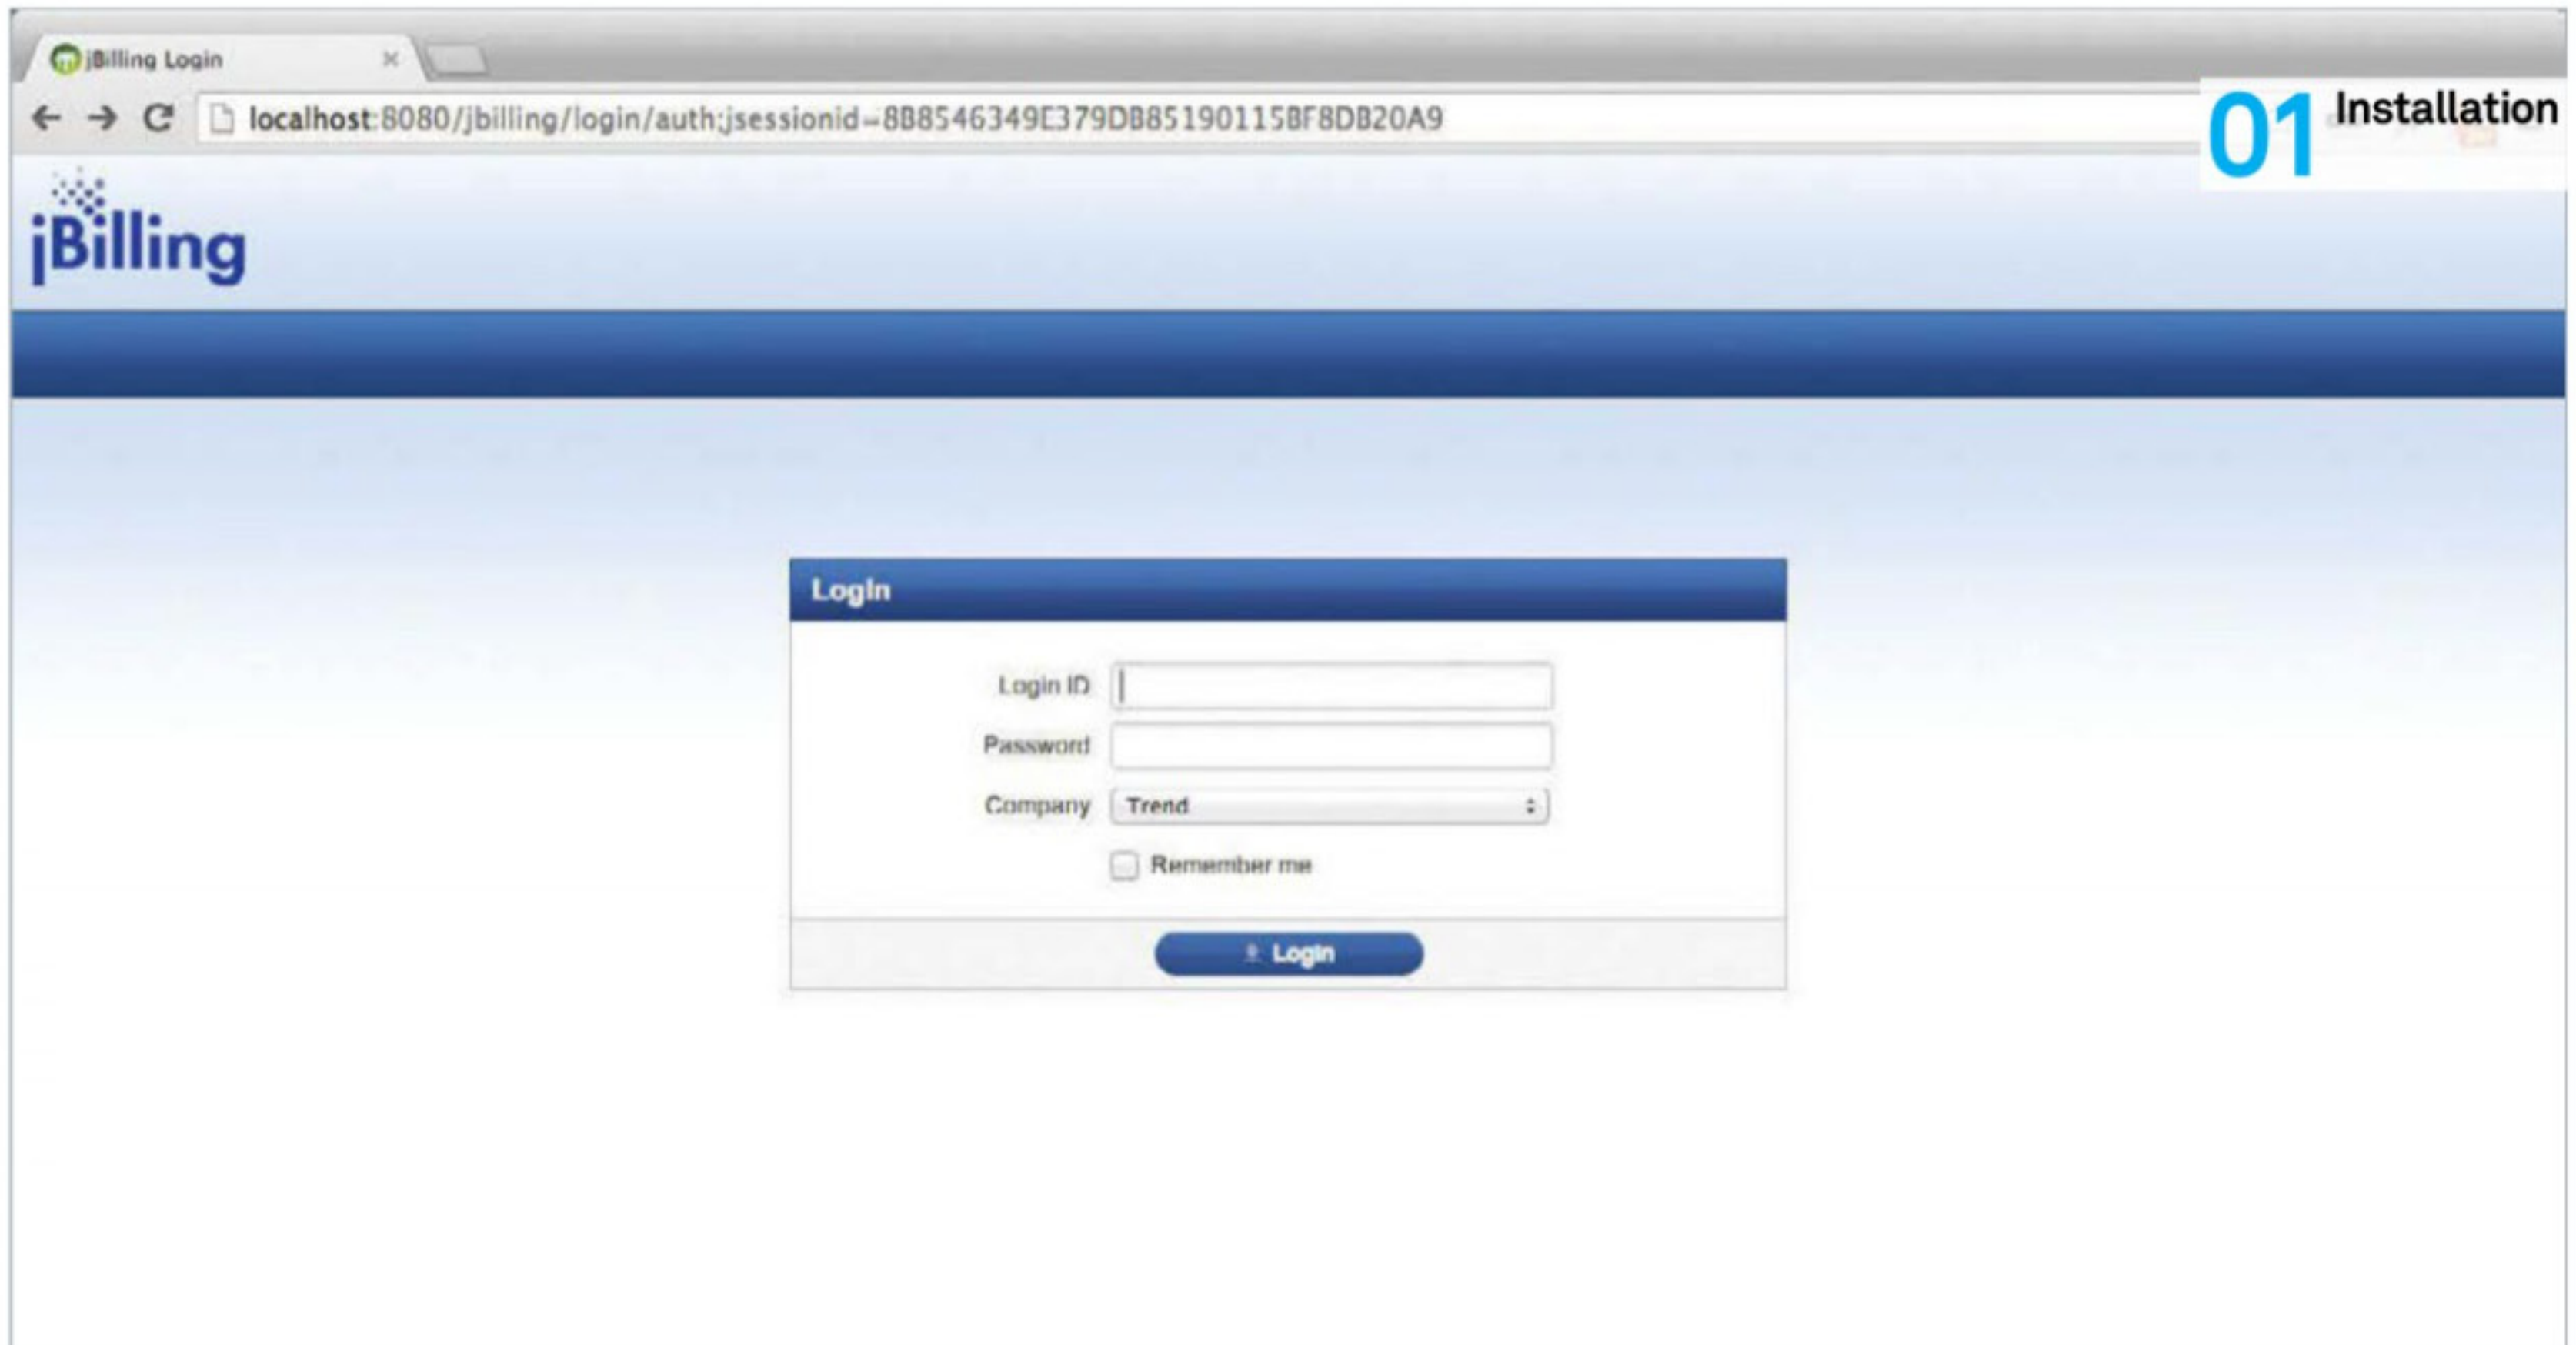 jBilling Login
localhost:8080/jbilling/login/auth;jsessionid=8B8546349E379DB85190115BF8DB20A9
01 Installation
jBilling
Login
Login ID
Password
Company Trend
Remember me
Login